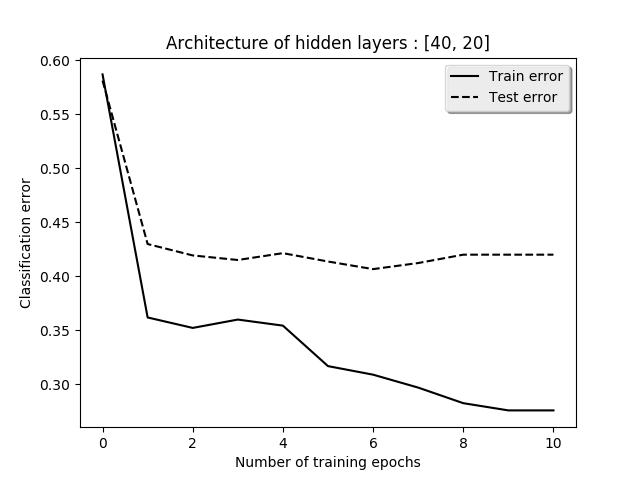 Architecture of hidden layers : [40, 20]
Train error
Test error
Classification error
0.60
0.55
0.50
0.45
0.40
0.35
0.30
0 2 4 6 8 10
Number of training epochs